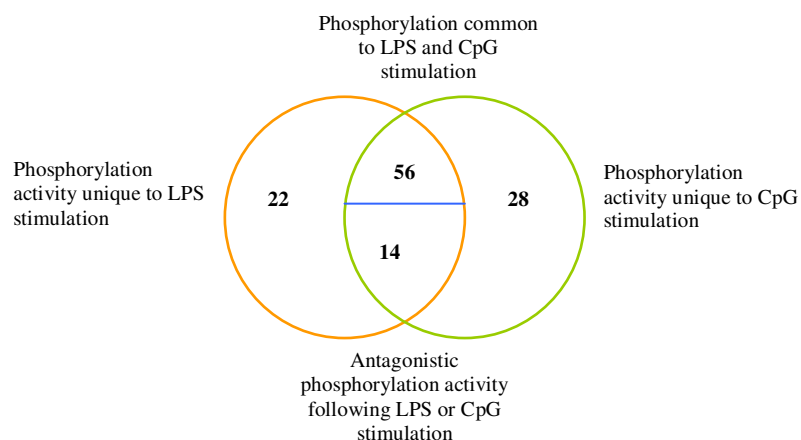 Phosphorylation common
to LPS and CpG
stimulation
Phosphorylation
activity unique to LPS
stimulation
22
56
28
14
Phosphorylation
activity unique to CpG
stimulation
Antagonistic
phosphorylation activity
following LPS or CpG
stimulation